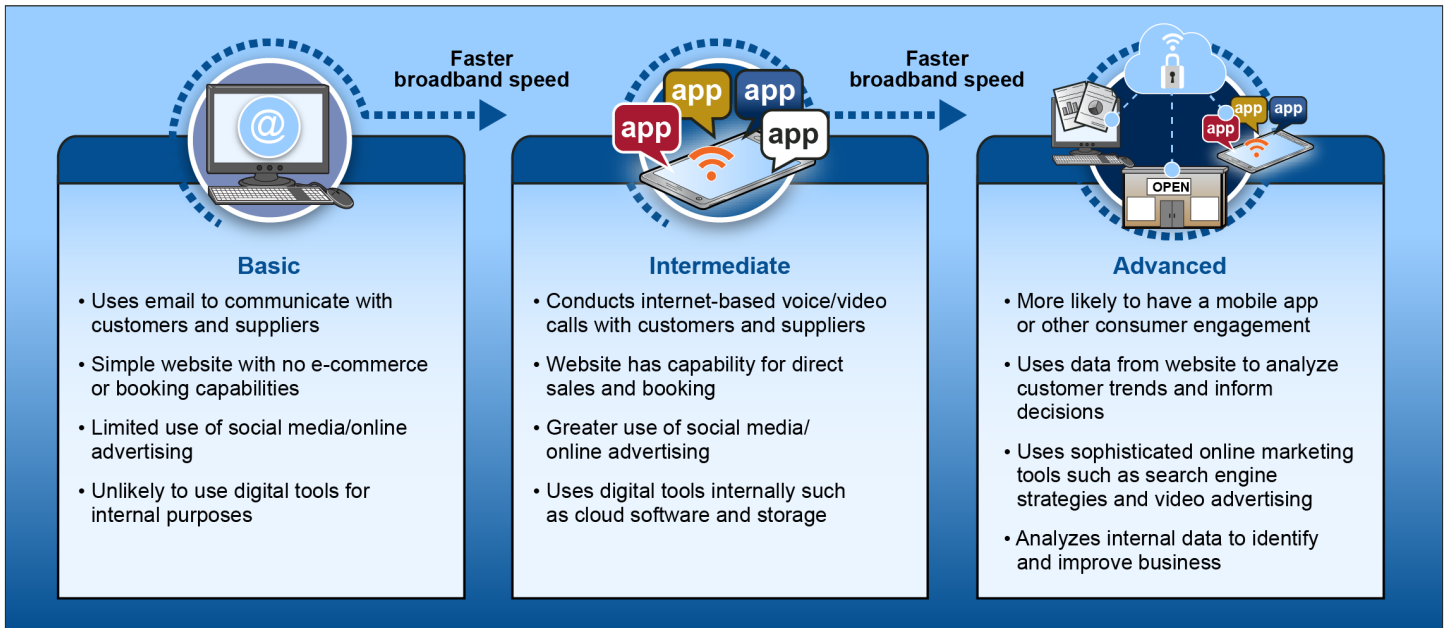 Faster
broadband speed
Faster
broadband speed
@
app
app
app
app
app
app
app
OPEN
Basic
• Uses email to communicate with
customers and suppliers
• Simple website with no e-commerce
or booking capabilities
• Limited use of social media/online
advertising
• Unlikely to use digital tools for
internal purposes
Intermediate
• Conducts internet-based voice/video
calls with customers and suppliers
• Website has capability for direct
sales and booking
• Greater use of social media/
online advertising
• Uses digital tools internally such
as cloud software and storage
Advanced
• More likely to have a mobile app
or other consumer engagement
• Uses data from website to analyze
customer trends and inform
decisions
• Uses sophisticated online marketing
tools such as search engine
strategies and video advertising
• Analyzes internal data to identify
and improve business